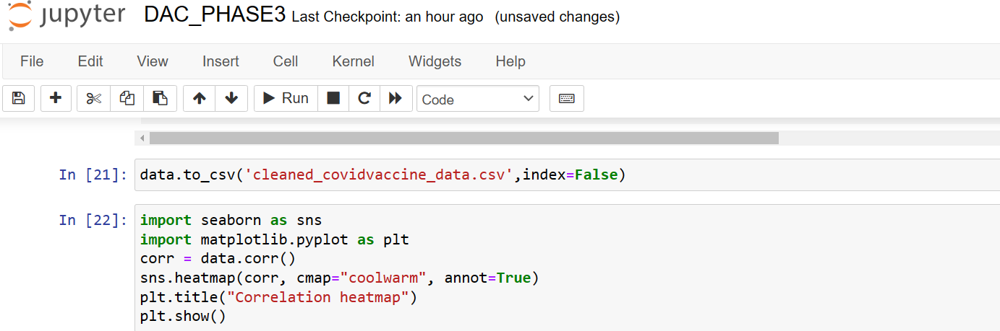 jupyter DAC_PHASE3 Last Checkpoint: an hour ago (unsaved changes)
File Edit View Insert Cell Kernel Widgets Help
Run Code
In [21]: data.to_csv('cleaned_covidvaccine_data.csv',index=False)
In [22]: import seaborn as sns
import matplotlib.pyplot as plt
corr = data.corr()
sns.heatmap(corr, cmap="coolwarm", annot=True)
plt.title("Correlation heatmap")
plt.show()